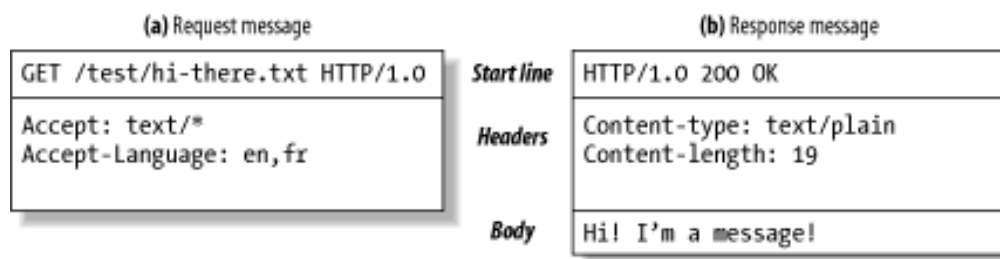 (a) Request message
GET /test/hi-there.txt HTTP/1.0
Accept: text/*
Accept-Language: en,fr
Start line
Headers
Body
(b) Response message
HTTP/1.0 200 OK
Content-type: text/plain
Content-length: 19
Hi! I’m a message!